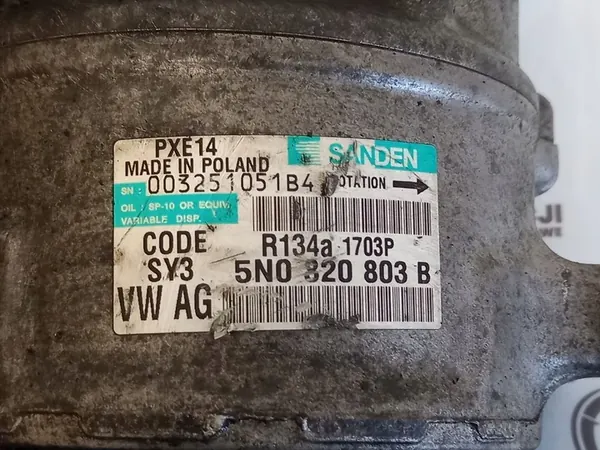 PXE14
MADE IN POLAND
SANDEN
SN: 003251051B4
ROTATION →
OIL: SP-10 OR EQUIV.
VARIABLE DISP.
CODE
SY3
R134a 1703P
5N0 820 803 B
VW AG